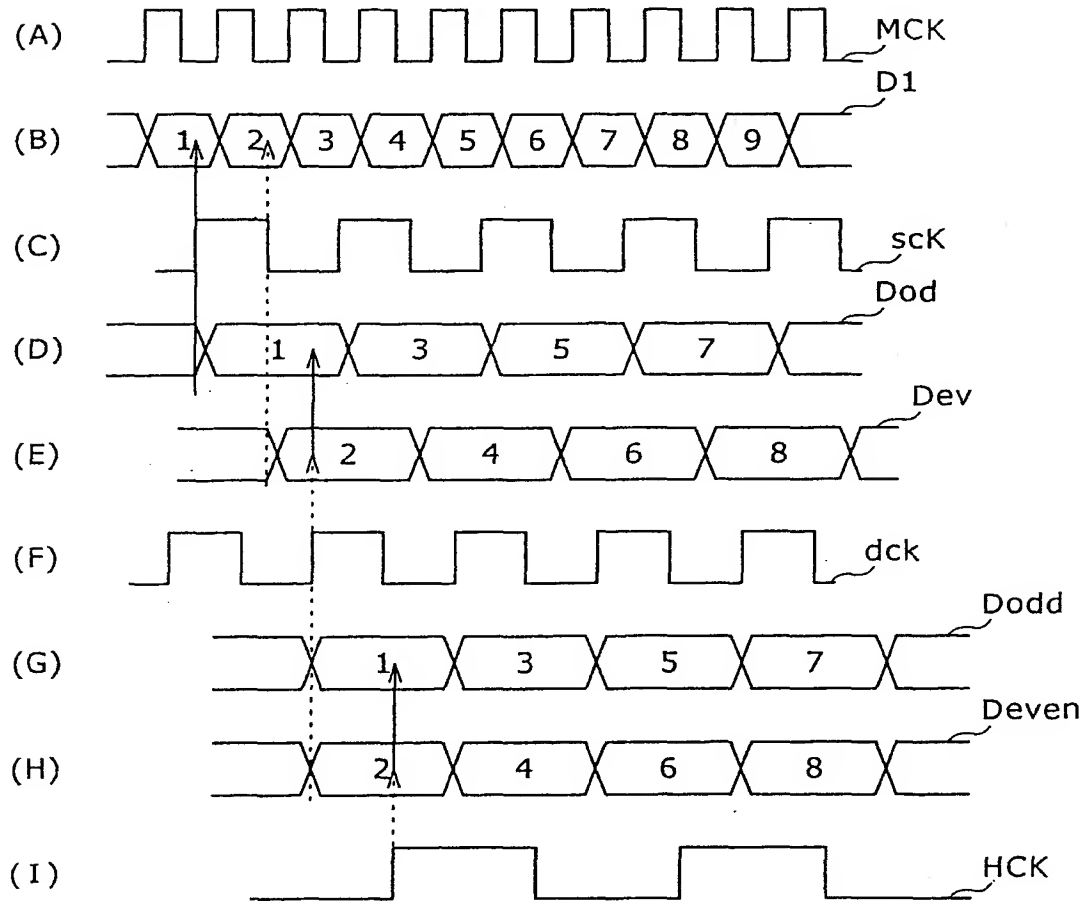 (A) MCK
D1
(B) 1 2 3 4 5 6 7 8 9
(C) scK
Dod
(D) 1 3 5 7
Dev
(E) 2 4 6 8
(F) dck
Dodd
(G) 1 3 5 7
Deven
(H) 2 4 6 8
(I) HCK